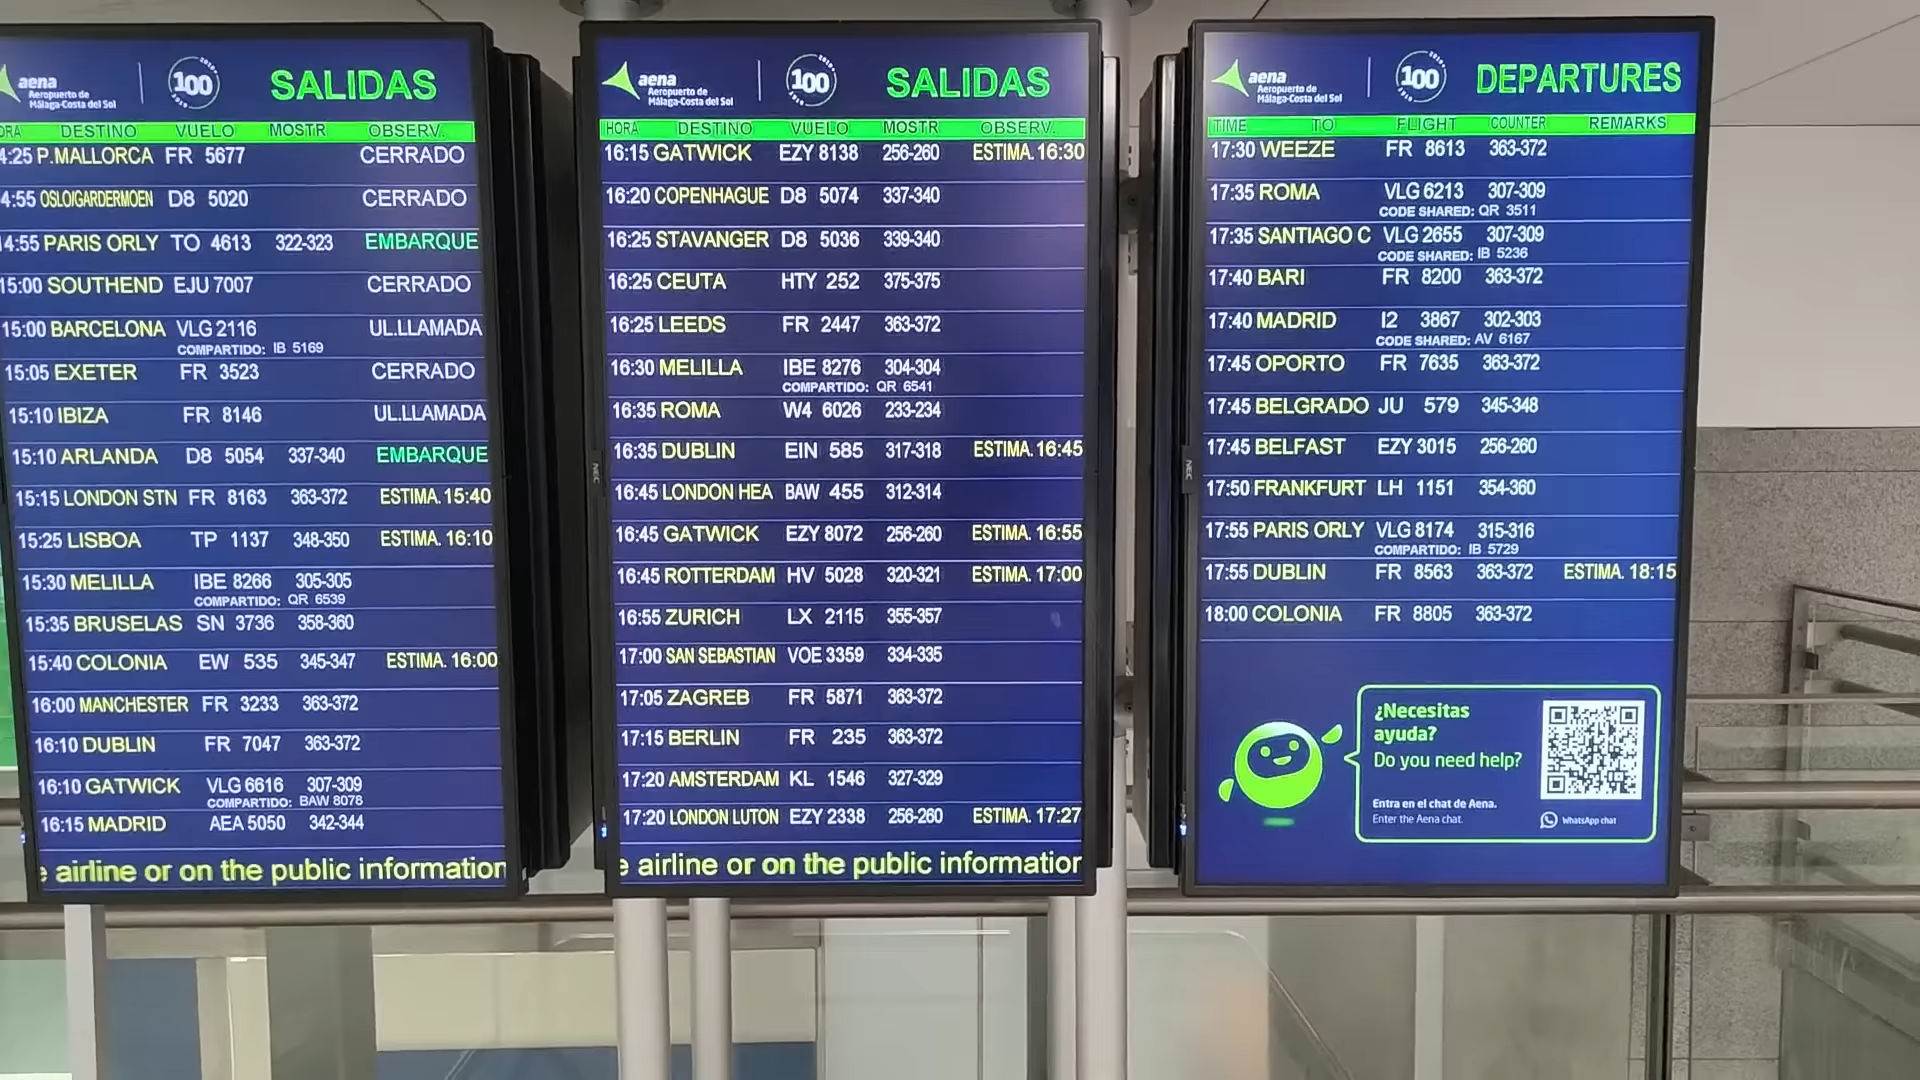 aena
Aeropuerto de
Málaga-Costa del Sol
100
SALIDAS
DESTINO VUELO MOSTR OBSERV.
P.MALLORCA FR 5677 CERRADO
OSLO/GARDERMOEN D8 5020 CERRADO
PARIS ORLY TO 4613 322-323 EMBARQUE
15:00 SOUTHEND EJU 7007 CERRADO
15:00 BARCELONA VLG 2116 UL.LLAMADA
COMPARTIDO: IB 5169
15:05 EXETER FR 3523 CERRADO
15:10 IBIZA FR 8146 UL.LLAMADA
15:10 ARLANDA D8 5054 337-340 EMBARQUE
15:15 LONDON STN FR 8163 363-372 ESTIMA. 15:40
15:25 LISBOA TP 1137 348-350 ESTIMA. 16:10
15:30 MELILLA IBE 8266 305-305
COMPARTIDO: QR 6539
15:35 BRUSELAS SN 3736 358-360
15:40 COLONIA EW 535 345-347 ESTIMA. 16:00
16:00 MANCHESTER FR 3233 363-372
16:10 DUBLIN FR 7047 363-372
16:10 GATWICK VLG 6616 307-309
COMPARTIDO: BAW 8078
16:15 MADRID AEA 5050 342-344
e airline or on the public information
aena
Aeropuerto de
Málaga-Costa del Sol
100
SALIDAS
HORA DESTINO VUELO MOSTR OBSERV.
16:15 GATWICK EZY 8138 256-260 ESTIMA. 16:30
16:20 COPENHAGUE D8 5074 337-340
16:25 STAVANGER D8 5036 339-340
16:25 CEUTA HTY 252 375-375
16:25 LEEDS FR 2447 363-372
16:30 MELILLA IBE 8276 304-304
COMPARTIDO: QR 6541
16:35 ROMA W4 6026 233-234
16:35 DUBLIN EIN 585 317-318 ESTIMA. 16:45
16:45 LONDON HEA BAW 455 312-314
16:45 GATWICK EZY 8072 256-260 ESTIMA. 16:55
16:45 ROTTERDAM HV 5028 320-321 ESTIMA. 17:00
16:55 ZURICH LX 2115 355-357
17:00 SAN SEBASTIAN VOE 3359 334-335
17:05 ZAGREB FR 5871 363-372
17:15 BERLIN FR 235 363-372
17:20 AMSTERDAM KL 1546 327-329
17:20 LONDON LUTON EZY 2338 256-260 ESTIMA. 17:27
e airline or on the public information
NEC
aena
Aeropuerto de
Málaga-Costa del Sol
100
DEPARTURES
TIME TO FLIGHT COUNTER REMARKS
17:30 WEEZE FR 8613 363-372
17:35 ROMA VLG 6213 307-309
CODE SHARED: QR 3511
17:35 SANTIAGO C VLG 2655 307-309
CODE SHARED: IB 5236
17:40 BARI FR 8200 363-372
17:40 MADRID I2 3867 302-303
CODE SHARED: AV 6167
17:45 OPORTO FR 7635 363-372
17:45 BELGRADO JU 579 345-348
17:45 BELFAST EZY 3015 256-260
17:50 FRANKFURT LH 1151 354-360
17:55 PARIS ORLY VLG 8174 315-316
COMPARTIDO: IB 5729
17:55 DUBLIN FR 8563 363-372 ESTIMA. 18:15
18:00 COLONIA FR 8805 363-372
NEC
¿Necesitas
ayuda?
Do you need help?
Entra en el chat de Aena.
Enter the Aena chat.
WhatsApp chat